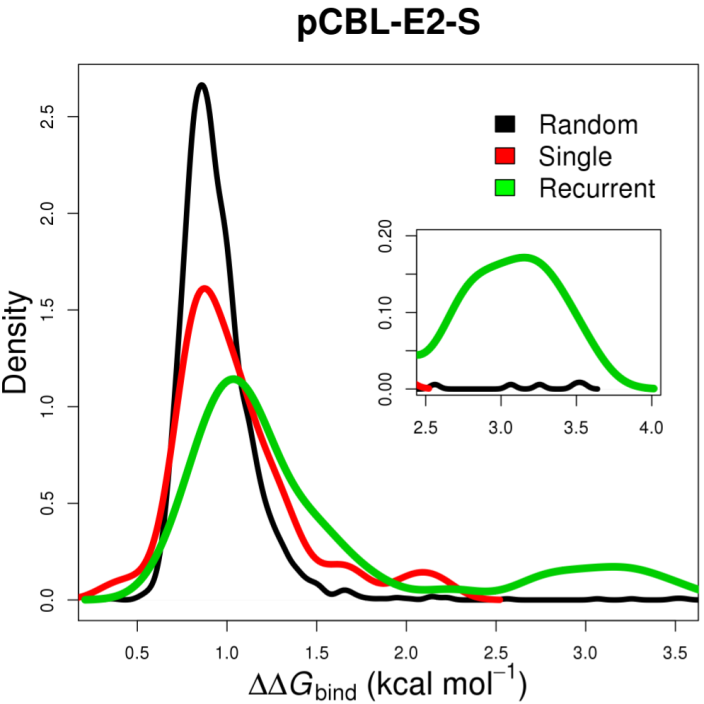 pCBL-E2-S
Density
0.0 0.5 1.0 1.5 2.0 2.5
Random
Single
Recurrent
0.00 0.10 0.20
2.5 3.0 3.5 4.0
0.5 1.0 1.5 2.0 2.5 3.0 3.5
ΔΔG_bind (kcal mol⁻¹)